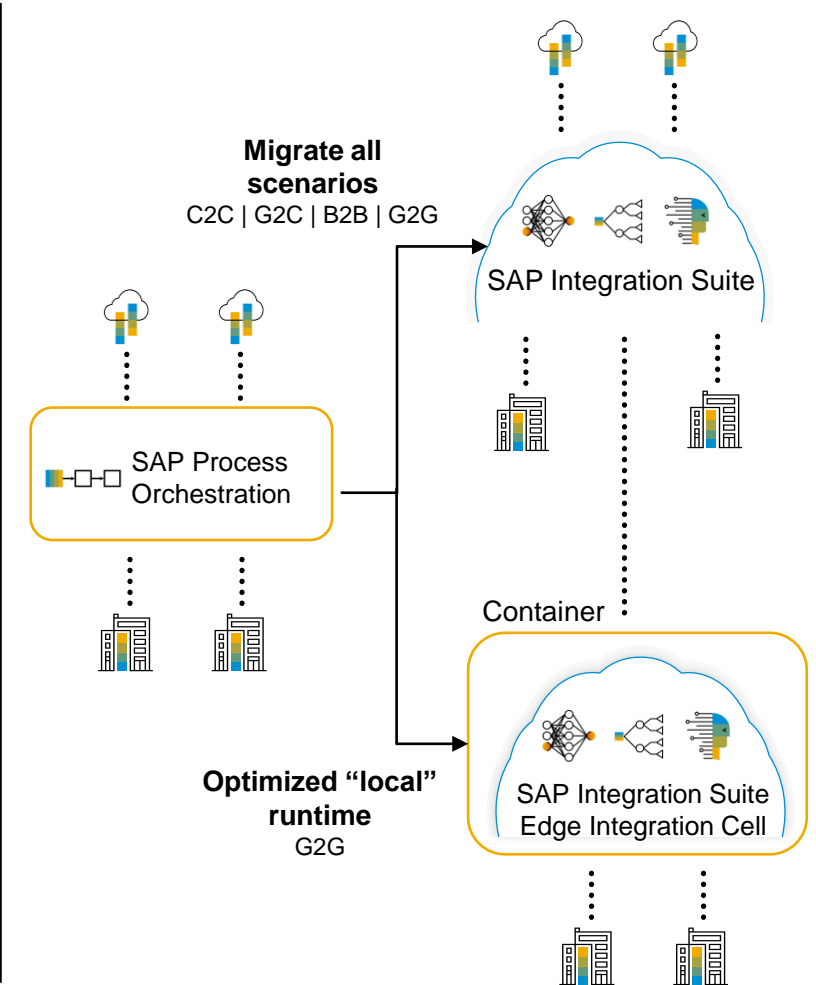 Migrate all
scenarios
C2C | G2C | B2B | G2G
SAP Integration Suite
SAP Process
Orchestration
Container
Optimized “local”
runtime
G2G
SAP Integration Suite
Edge Integration Cell